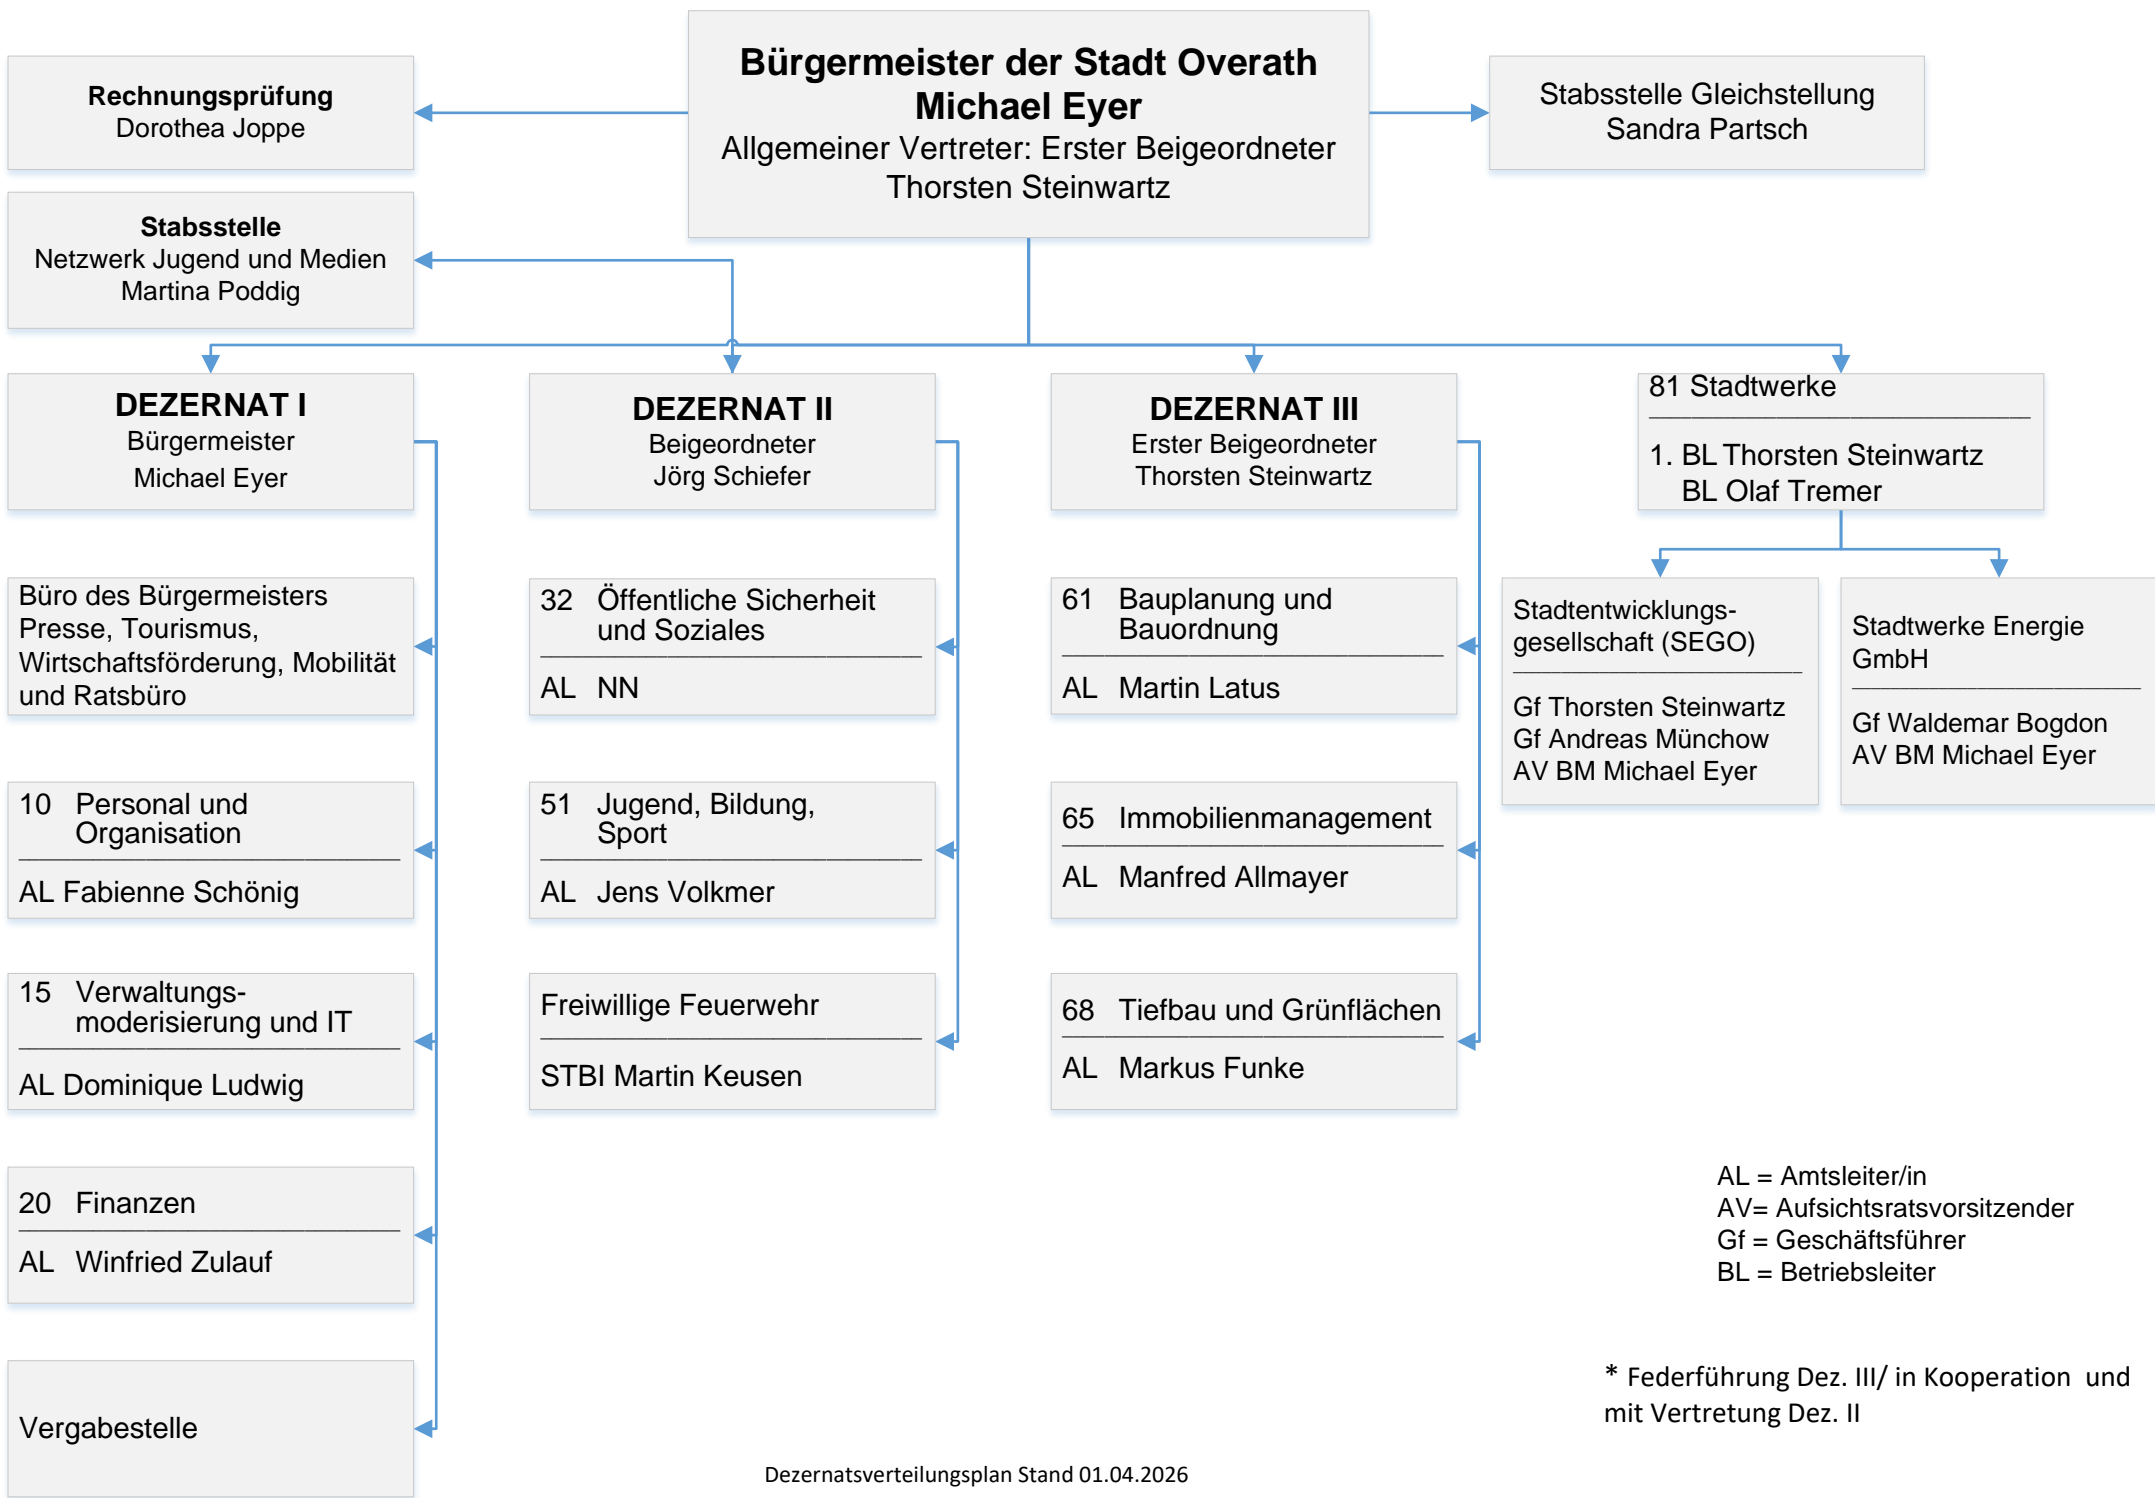 Bürgermeister der Stadt Overath
Michael Eyer
Allgemeiner Vertreter: Erster Beigeordneter
Thorsten Steinwartz
Rechnungsprüfung
Dorothea Joppe
Stabsstelle Gleichstellung
Sandra Partsch
Stabsstelle
Netzwerk Jugend und Medien
Martina Poddig
DEZERNAT I
Bürgermeister
Michael Eyer
Büro des Bürgermeisters
Presse, Tourismus,
Wirtschaftsförderung, Mobilität
und Ratsbüro
10 Personal und
Organisation
AL Fabienne Schönig
15 Verwaltungs-
moderisierung und IT
AL Dominique Ludwig
20 Finanzen
AL Winfried Zulauf
Vergabestelle
DEZERNAT II
Beigeordneter
Jörg Schiefer
32 Öffentliche Sicherheit
und Soziales
AL NN
51 Jugend, Bildung,
Sport
AL Jens Volkmer
Freiwillige Feuerwehr
STBI Martin Keusen
DEZERNAT III
Erster Beigeordneter
Thorsten Steinwartz
61 Bauplanung und
Bauordnung
AL Martin Latus
65 Immobilienmanagement
AL Manfred Allmayer
68 Tiefbau und Grünflächen
AL Markus Funke
81 Stadtwerke
1. BL Thorsten Steinwartz
BL Olaf Tremer
Stadtentwicklungs-
gesellschaft (SEGO)
Gf Thorsten Steinwartz
Gf Andreas Münchow
AV BM Michael Eyer
Stadtwerke Energie
GmbH
Gf Waldemar Bogdon
AV BM Michael Eyer
AL = Amtsleiter/in
AV= Aufsichtsratsvorsitzender
Gf = Geschäftsführer
BL = Betriebsleiter
* Federführung Dez. III/ in Kooperation und
mit Vertretung Dez. II
Dezernatsverteilungsplan Stand 01.04.2026